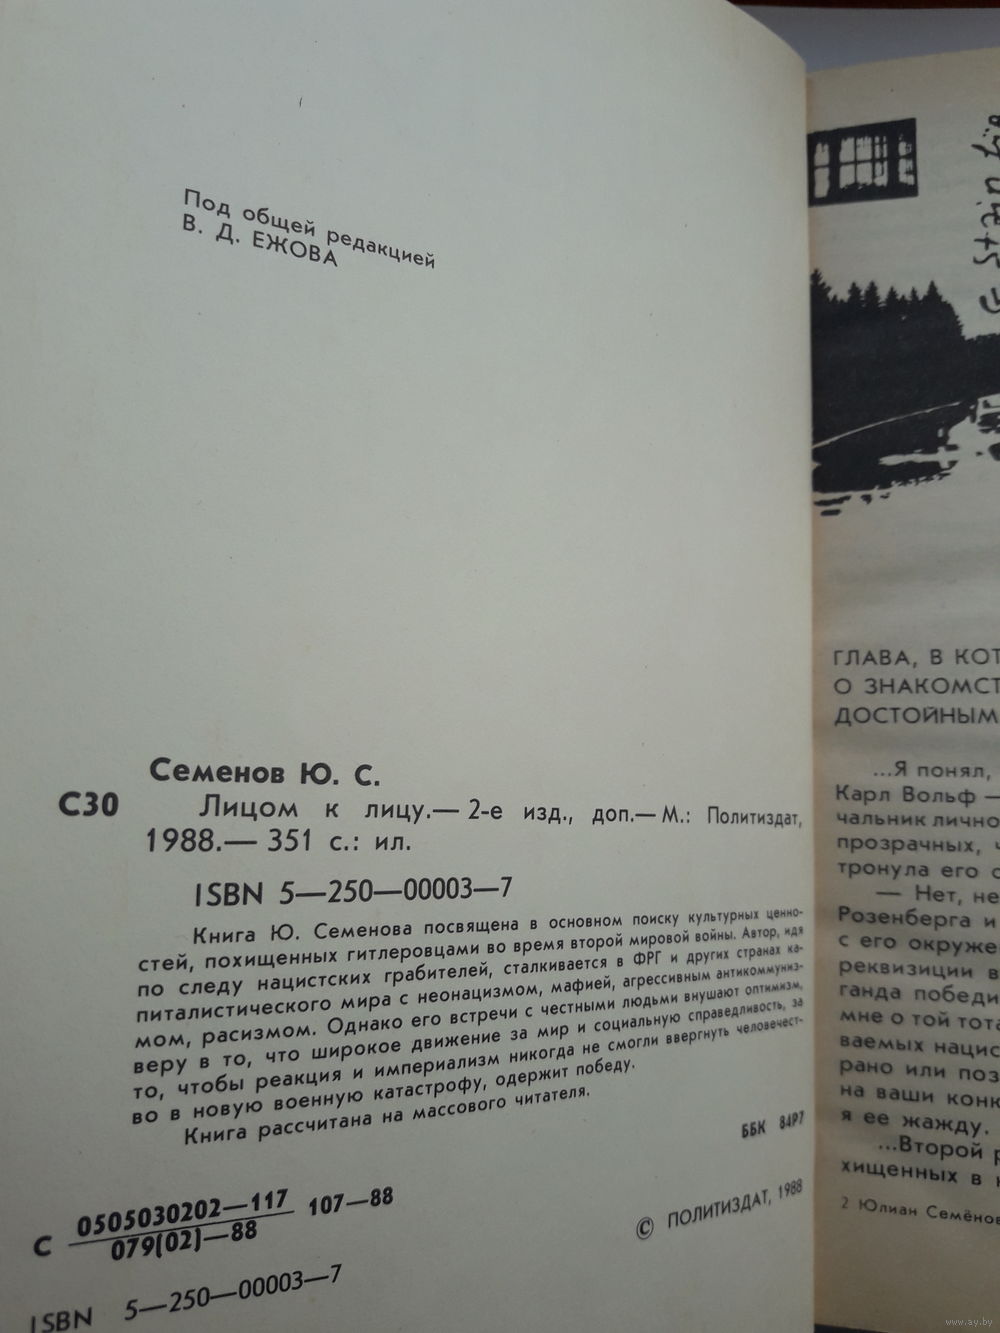 Под общей редакцией
В. Д. ЕЖОВА
Семенов Ю. С.
С30
Лицом к лицу.— 2-е изд., доп.— М.: Политиздат,
1988.— 351 с.: ил.
ISBN 5—250—00003—7
Книга Ю. Семенова посвящена в основном поиску культурных ценно-
стей, похищенных гитлеровцами во время второй мировой войны. Автор, идя
по следу нацистских грабителей, сталкивается в ФРГ и других странах ка-
питалистического мира с неонацизмом, мафией, агрессивным антикоммуниз-
мом, расизмом. Однако его встречи с честными людьми внушают оптимизм,
веру в то, что широкое движение за мир и социальную справедливость, за
то, чтобы реакция и империализм никогда не смогли ввергнуть человечест-
во в новую военную катастрофу, одержит победу.
Книга рассчитана на массового читателя.
ББК 84Р7
С 0505030202—117
079(02)—88
107—88
© ПОЛИТИЗДАТ, 1988
ISBN 5—250—00003—7
ГЛАВА, В КОТ
О ЗНАКОМСТ
ДОСТОЙНЫМ
...Я понял,
Карл Вольф —
чальник лично
прозрачных, ч
тронула его с
— Нет, не
Розенберга и
с его окруже
реквизиции в
ганда победи
мне о той тота
ваемых нацис
рано или поз
на ваши конк
я ее жажду.
...Второй р
хищенных в
2 Юлиан Семёнов
www.ay.by